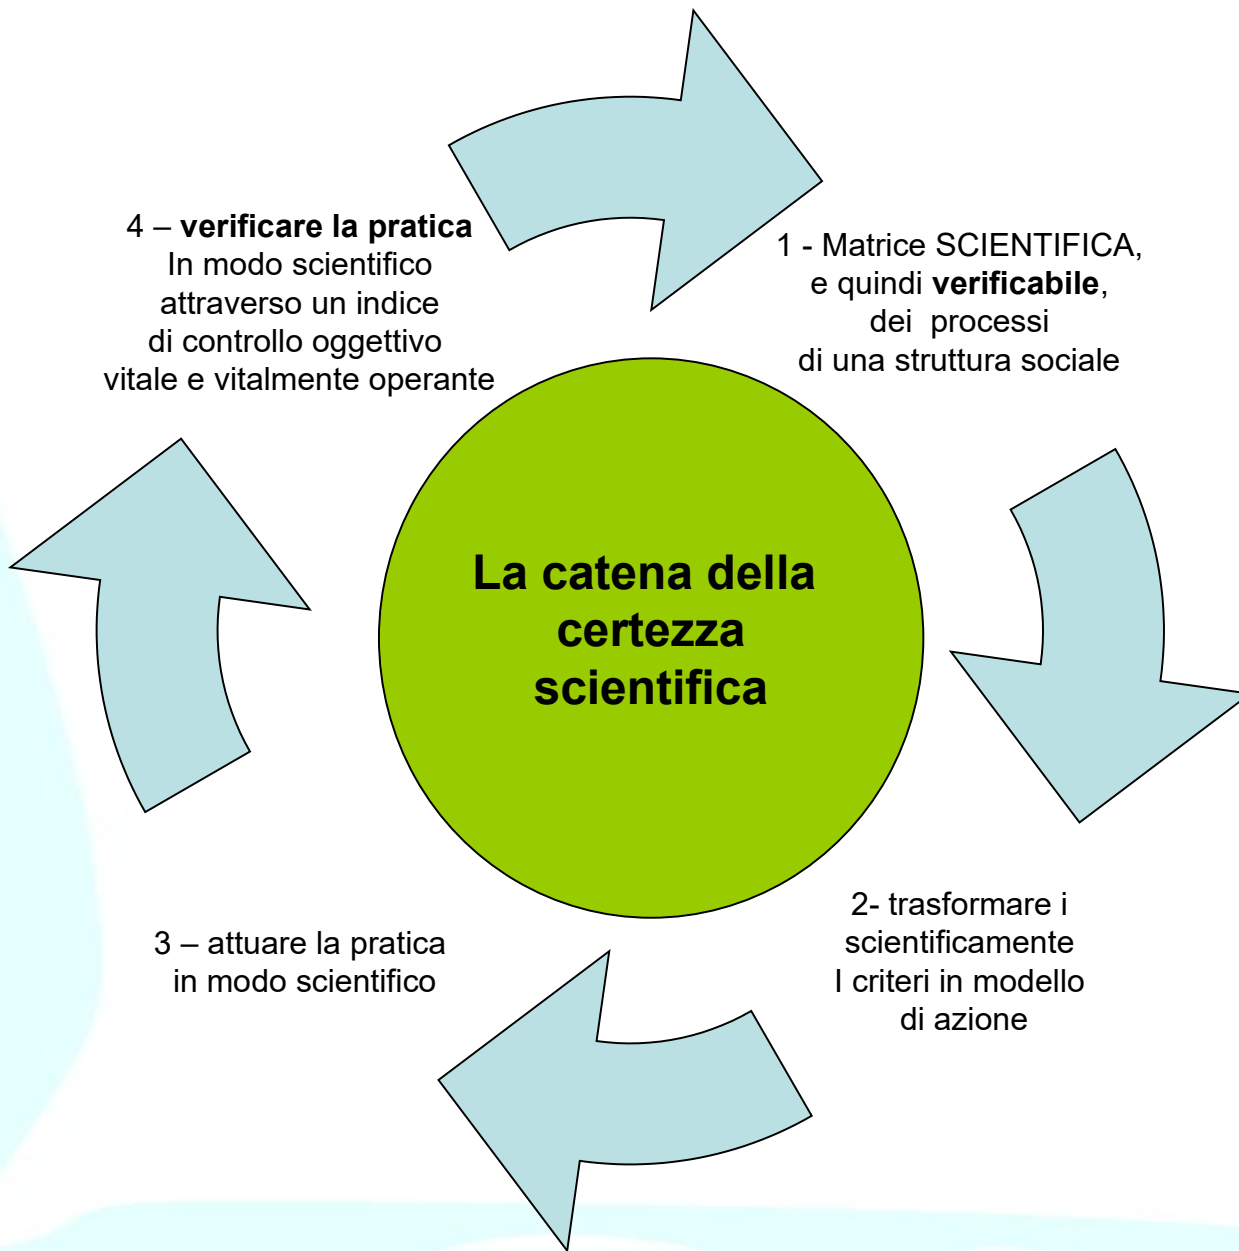 4 – verificare la pratica
In modo scientifico
attraverso un indice
di controllo oggettivo
vitale e vitalmente operante
1 - Matrice SCIENTIFICA,
e quindi verificabile,
dei processi
di una struttura sociale
La catena della
certezza
scientifica
2- trasformare i
scientificamente
I criteri in modello
di azione
3 – attuare la pratica
in modo scientifico